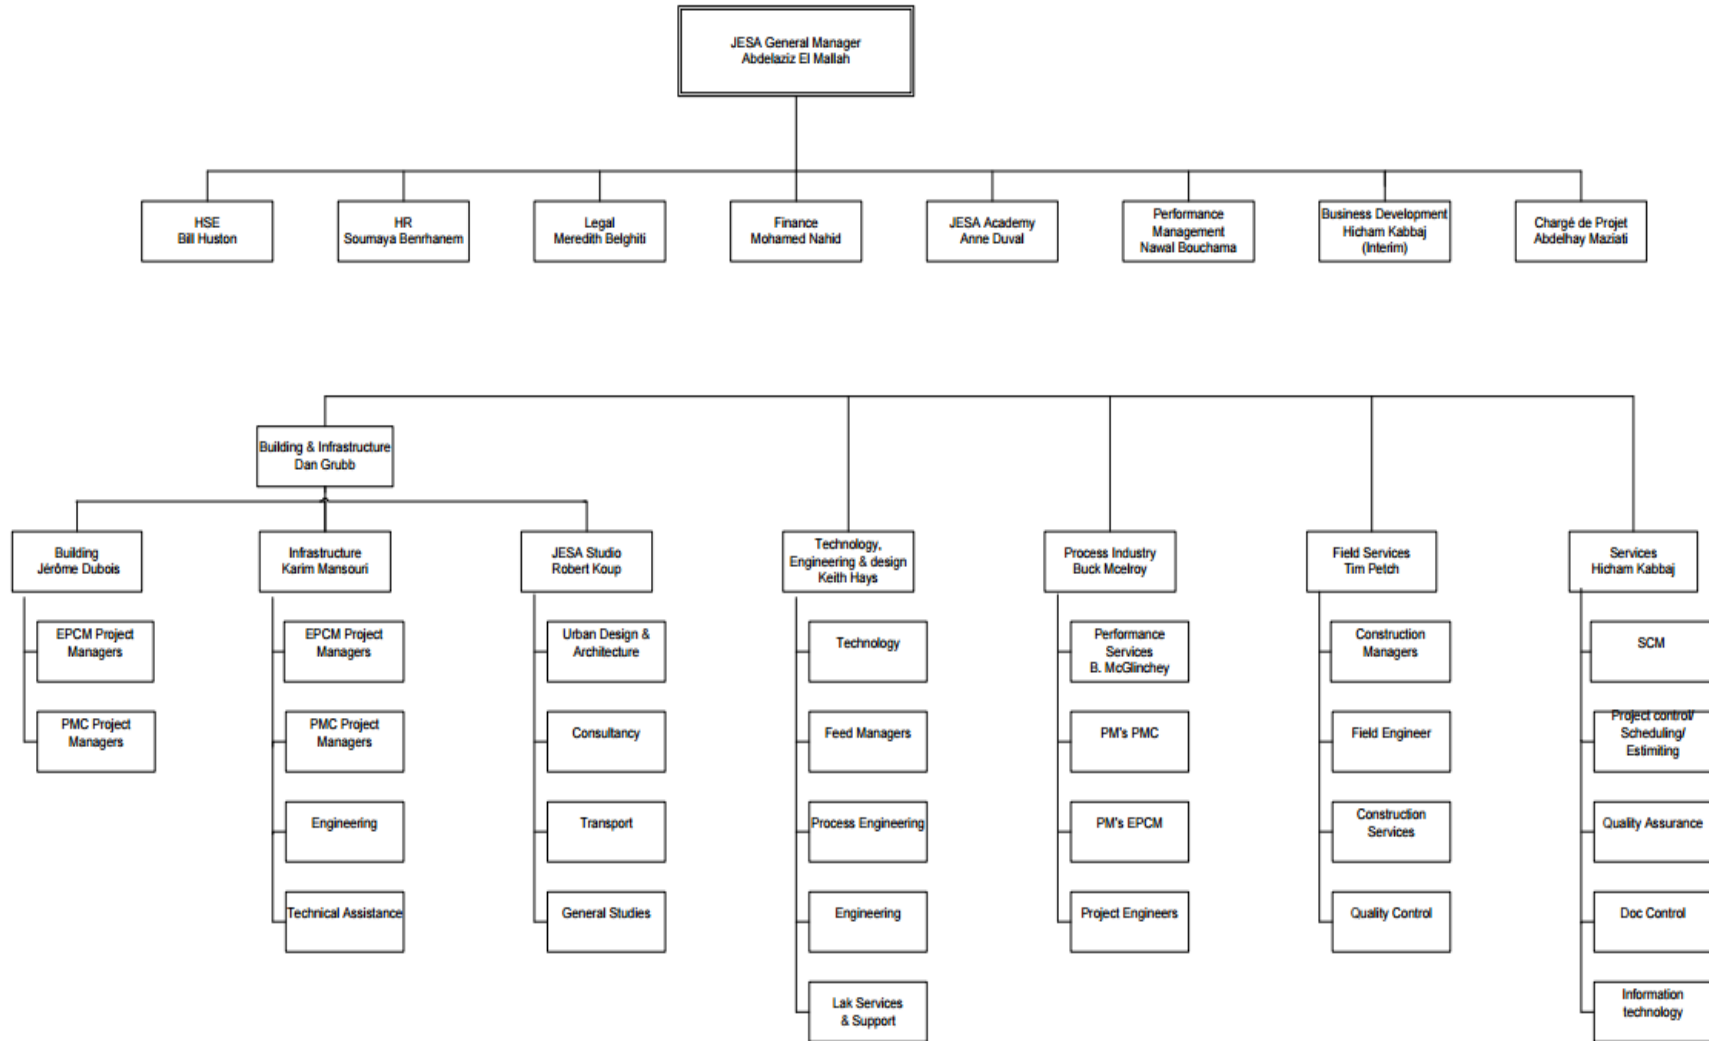 JESA General Manager
Abdelaziz El Mallah
HSE
Bill Huston
HR
Soumaya Benrhanem
Legal
Meredith Belghiti
Finance
Mohamed Nahid
JESA Academy
Anne Duval
Performance
Management
Nawal Bouchama
Business Development
Hicham Kabbaj
(Interim)
Chargé de Projet
Abdelhay Maziati
Building & Infrastructure
Dan Grubb
Building
Jérôme Dubois
Infrastructure
Karim Mansouri
JESA Studio
Robert Koup
Technology,
Engineering & design
Keith Hays
Process Industry
Buck Mcelroy
Field Services
Tim Petch
Services
Hicham Kabbaj
EPCM Project
Managers
PMC Project
Managers
EPCM Project
Managers
PMC Project
Managers
Engineering
Technical Assistance
Urban Design &
Architecture
Consultancy
Transport
General Studies
Technology
Feed Managers
Process Engineering
Engineering
Lak Services
& Support
Performance
Services
B. McGlinchey
PM's PMC
PM's EPCM
Project Engineers
Construction
Managers
Field Engineer
Construction
Services
Quality Control
SCM
Project control/
Scheduling/
Estimiting
Quality Assurance
Doc Control
Information
technology